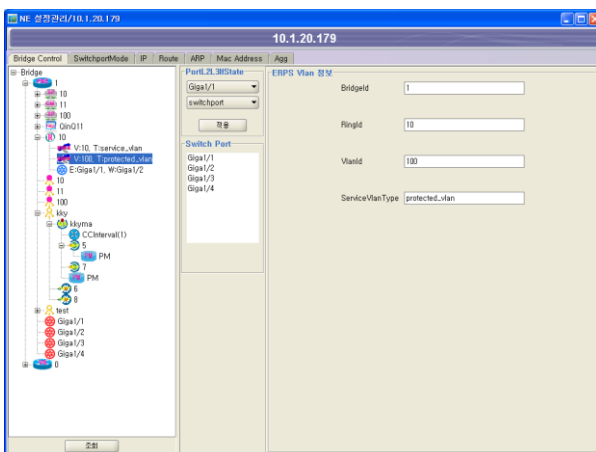 NE 설정관리/10.1.20.179
10.1.20.179
Bridge Control SwitchportMode IP Route ARP Mac Address Agg
Bridge
1
10
11
100
QinQ11
10
V:10, T:service_vlan
V:100, T:protected_vlan
E:Giga1/1, W:Giga1/2
10
11
100
kky
kkyma
CCInterval(1)
5
PM
7
PM
6
8
test
Giga1/1
Giga1/2
Giga1/3
Giga1/4
0
조회
PortL2L3IfState
Giga1/1
switchport
적용
Switch Port
Giga1/1
Giga1/2
Giga1/3
Giga1/4
ERPS Vlan 정보
BridgeId 1
RingId 10
VlanId 100
ServiceVlanType protected_vlan